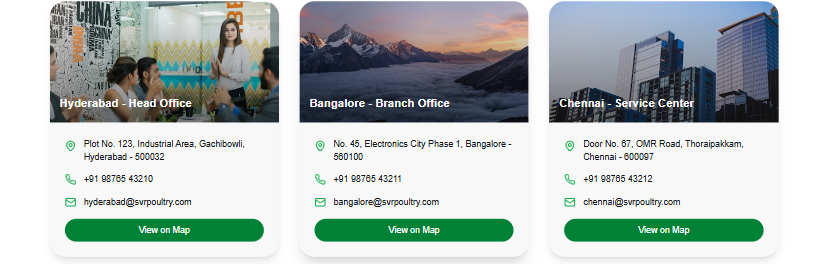 CHINA
Hyderabad - Head Office
Plot No. 123, Industrial Area, Gachibowli,
Hyderabad - 500032
+91 98765 43210
hyderabad@svrpoultry.com
View on Map
Bangalore - Branch Office
No. 45, Electronics City Phase 1, Bangalore -
560100
+91 98765 43211
bangalore@svrpoultry.com
View on Map
Chennai - Service Center
Door No. 67, OMR Road, Thoraipakkam,
Chennai - 600097
+91 98765 43212
chennai@svrpoultry.com
View on Map